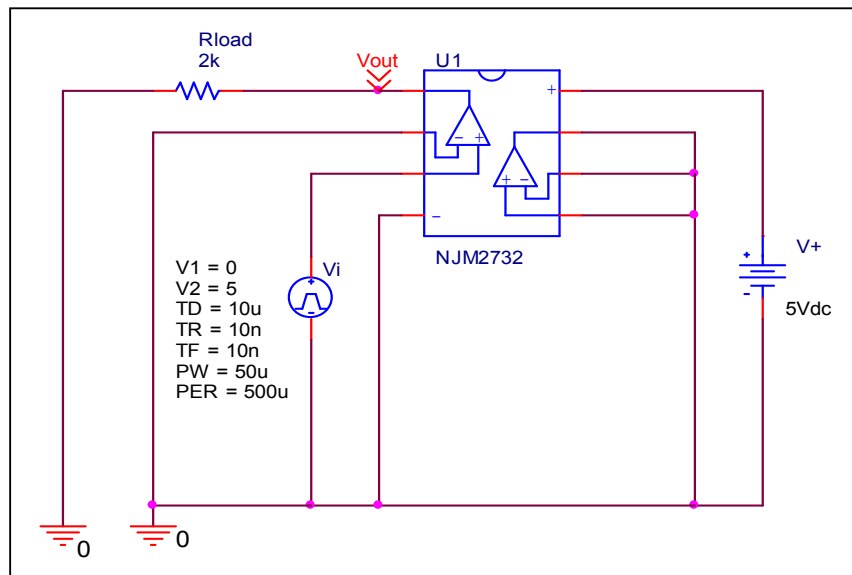 Rload
2k
Vout
U1
+
- +
+ -
-
NJM2732
V1 = 0
V2 = 5
TD = 10u
TR = 10n
TF = 10n
PW = 50u
PER = 500u
Vi
+
-
V+
+
-
5Vdc
0
0